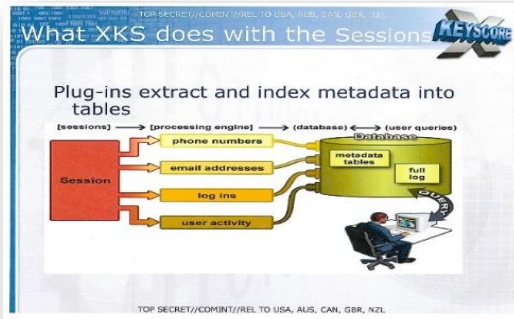 TOP SECRET//COMINT//REL TO USA, AUS, CAN, GBR, NZL
What XKS does with the Sessions
X
KEYSCORE
Plug-ins extract and index metadata into
tables
[sessions] → [processing engine] → (database) ↔ (user queries)
phone numbers
Database
metadata
tables
email addresses
full
log
Session
log ins
QUERY
user activity
TOP SECRET//COMINT//REL TO USA, AUS, CAN, GBR, NZL